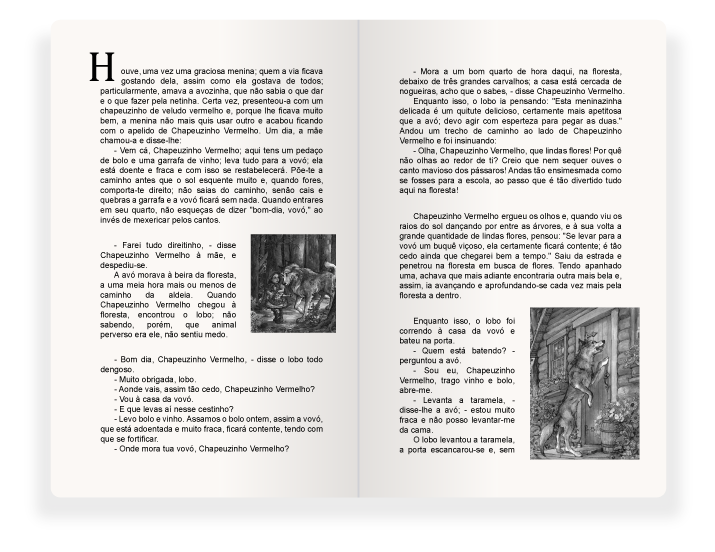 Houve, uma vez uma graciosa menina; quem a via ficava
gostando dela, assim como ela gostava de todos;
particularmente, amava a avozinha, que não sabia o que dar
e o que fazer pela netinha. Certa vez, presenteou-a com um
chapeuzinho de veludo vermelho e, porque lhe ficava muito
bem, a menina não mais quis usar outro e acabou ficando
com o apelido de Chapeuzinho Vermelho. Um dia, a mãe
chamou-a e disse-lhe:
- Vem cá, Chapeuzinho Vermelho; aqui tens um pedaço
de bolo e uma garrafa de vinho; leva tudo para a vovó; ela
está doente e fraca e com isso se restabelecerá. Põe-te a
caminho antes que o sol esquente muito e, quando fores,
comporta-te direito; não saias do caminho, senão cais e
quebras a garrafa e a vovó ficará sem nada. Quando entrares
em seu quarto, não esqueças de dizer "bom-dia, vovó," ao
invés de mexericar pelos cantos.
- Farei tudo direitinho, - disse
Chapeuzinho Vermelho à mãe, e
despediu-se.
A avó morava à beira da floresta,
a uma meia hora mais ou menos de
caminho da aldeia. Quando
Chapeuzinho Vermelho chegou à
floresta, encontrou o lobo; não
sabendo, porém, que animal
perverso era ele, não sentiu medo.
- Bom dia, Chapeuzinho Vermelho, - disse o lobo todo
dengoso.
- Muito obrigada, lobo.
- Aonde vais, assim tão cedo, Chapeuzinho Vermelho?
- Vou à casa da vovó.
- E que levas aí nesse cestinho?
- Levo bolo e vinho. Assamos o bolo ontem, assim a vovó,
que está adoentada e muito fraca, ficará contente, tendo com
que se fortificar.
- Onde mora tua vovó, Chapeuzinho Vermelho?
- Mora a um bom quarto de hora daqui, na floresta,
debaixo de três grandes carvalhos; a casa está cercada de
nogueiras, acho que o sabes, - disse Chapeuzinho Vermelho.
Enquanto isso, o lobo ia pensando: "Esta meninazinha
delicada é um quitute delicioso, certamente mais apetitosa
que a avó; devo agir com esperteza para pegar as duas."
Andou um trecho de caminho ao lado de Chapeuzinho
Vermelho e foi insinuando:
- Olha, Chapeuzinho Vermelho, que lindas flores! Por quê
não olhas ao redor de ti? Creio que nem sequer ouves o
canto mavioso dos pássaros! Andas tão ensimesmada como
se fosses para a escola, ao passo que é tão divertido tudo
aqui na floresta!
Chapeuzinho Vermelho ergueu os olhos e, quando viu os
raios do sol dançando por entre as árvores, e à sua volta a
grande quantidade de lindas flores, pensou: "Se levar para a
vovó um buquê viçoso, ela certamente ficará contente; é tão
cedo ainda que chegarei bem a tempo." Saiu da estrada e
penetrou na floresta em busca de flores. Tendo apanhado
uma, achava que mais adiante encontraria outra mais bela e,
assim, ia avançando e aprofundando-se cada vez mais pela
floresta a dentro.
Enquanto isso, o lobo foi
correndo à casa da vovó e
bateu na porta.
- Quem está batendo? -
perguntou a avó.
- Sou eu, Chapeuzinho
Vermelho, trago vinho e bolo,
abre-me.
- Levanta a taramela, -
disse-lhe a avó; - estou muito
fraca e não posso levantar-me
da cama.
O lobo levantou a taramela,
a porta escancarou-se e, sem